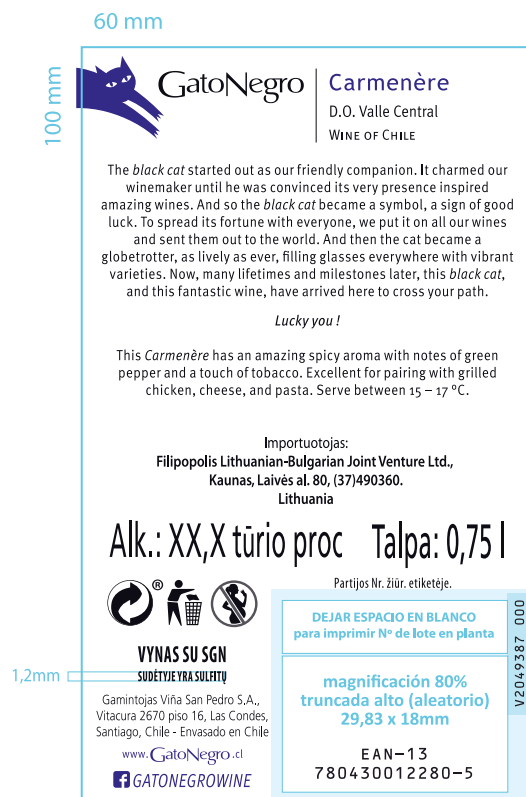 60 mm
100 mm
GatoNegro
Carmenère
D.O. Valle Central
WINE OF CHILE
The black cat started out as our friendly companion. It charmed our
winemaker until he was convinced its very presence inspired
amazing wines. And so the black cat became a symbol, a sign of good
luck. To spread its fortune with everyone, we put it on all our wines
and sent them out to the world. And then the cat became a
globetrotter, as lively as ever, filling glasses everywhere with vibrant
varieties. Now, many lifetimes and milestones later, this black cat,
and this fantastic wine, have arrived here to cross your path.
Lucky you !
This Carmenère has an amazing spicy aroma with notes of green
pepper and a touch of tobacco. Excellent for pairing with grilled
chicken, cheese, and pasta. Serve between 15 – 17 ºC.
Importuotojas:
Filipopolis Lithuanian-Bulgarian Joint Venture Ltd.,
Kaunas, Laivės al. 80, (37)490360.
Lithuania
Alk.: XX,X tūrio proc Talpa: 0,75 l
Partijos Nr. žiūr. etiketėje.
®
VYNAS SU SGN
1,2mm
SUDĖTYJE YRA SULFITŲ
Gamintojas Viña San Pedro S.A.,
Vitacura 2670 piso 16, Las Condes,
Santiago, Chile - Envasado en Chile
www.GatoNegro.cl
f GATONEGROWINE
DEJAR ESPACIO EN BLANCO
para imprimir Nº de lote en planta
V2049387 000
magnificación 80%
truncada alto (aleatorio)
29,83 x 18mm
EAN-13
780430012280-5